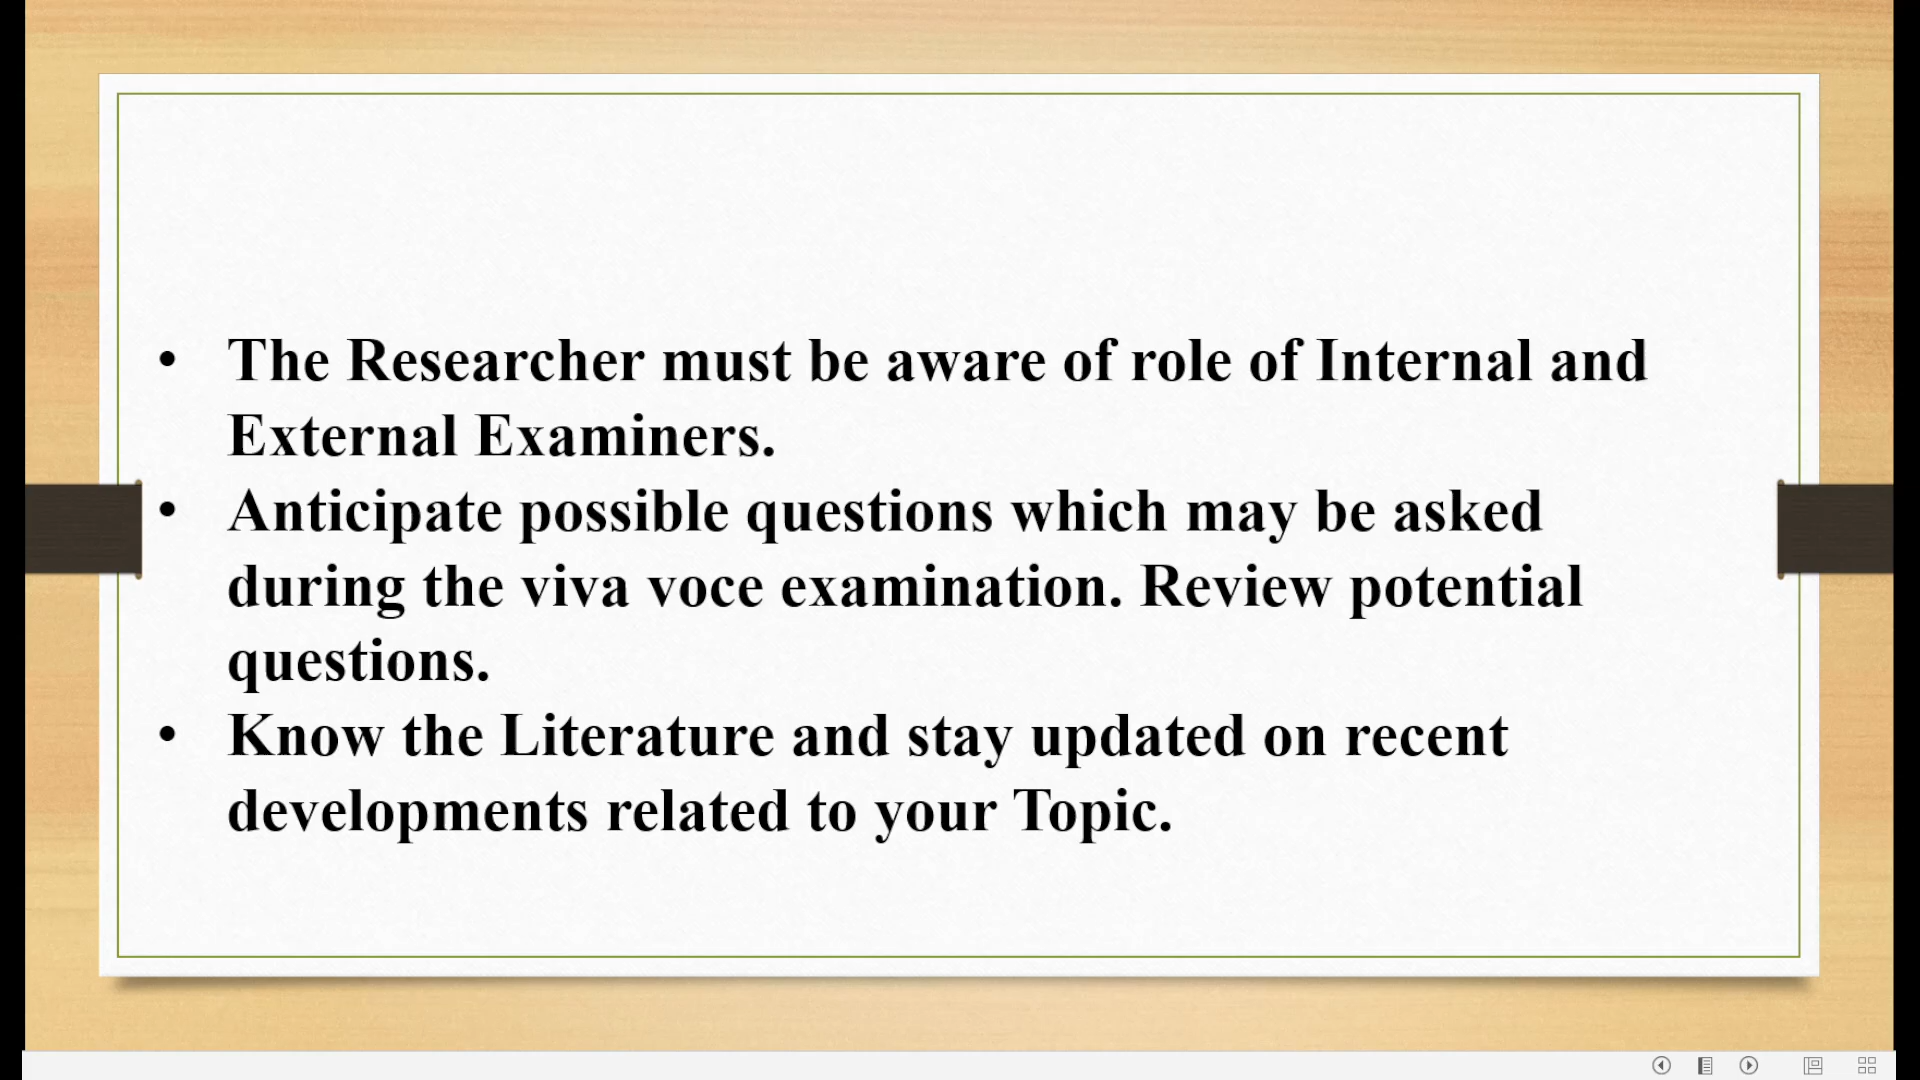 • The Researcher must be aware of role of Internal and
External Examiners.
• Anticipate possible questions which may be asked
during the viva voce examination. Review potential
questions.
• Know the Literature and stay updated on recent
developments related to your Topic.